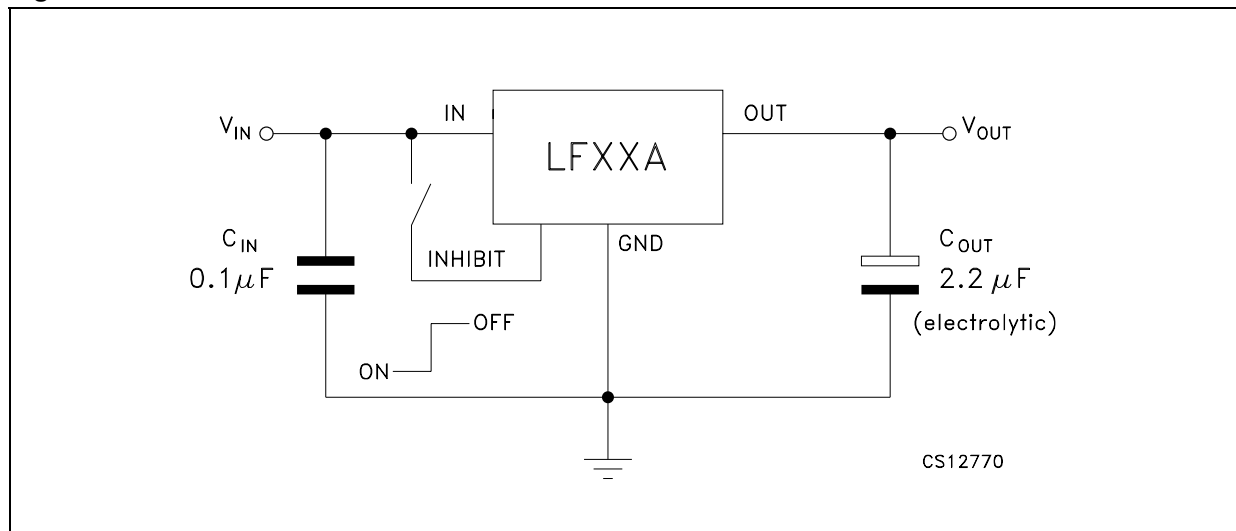 IN
OUT
V_IN
V_OUT
LFXXA
C_IN
0.1μF
INHIBIT
GND
C_OUT
2.2 μF
(electrolytic)
OFF
ON
CS12770